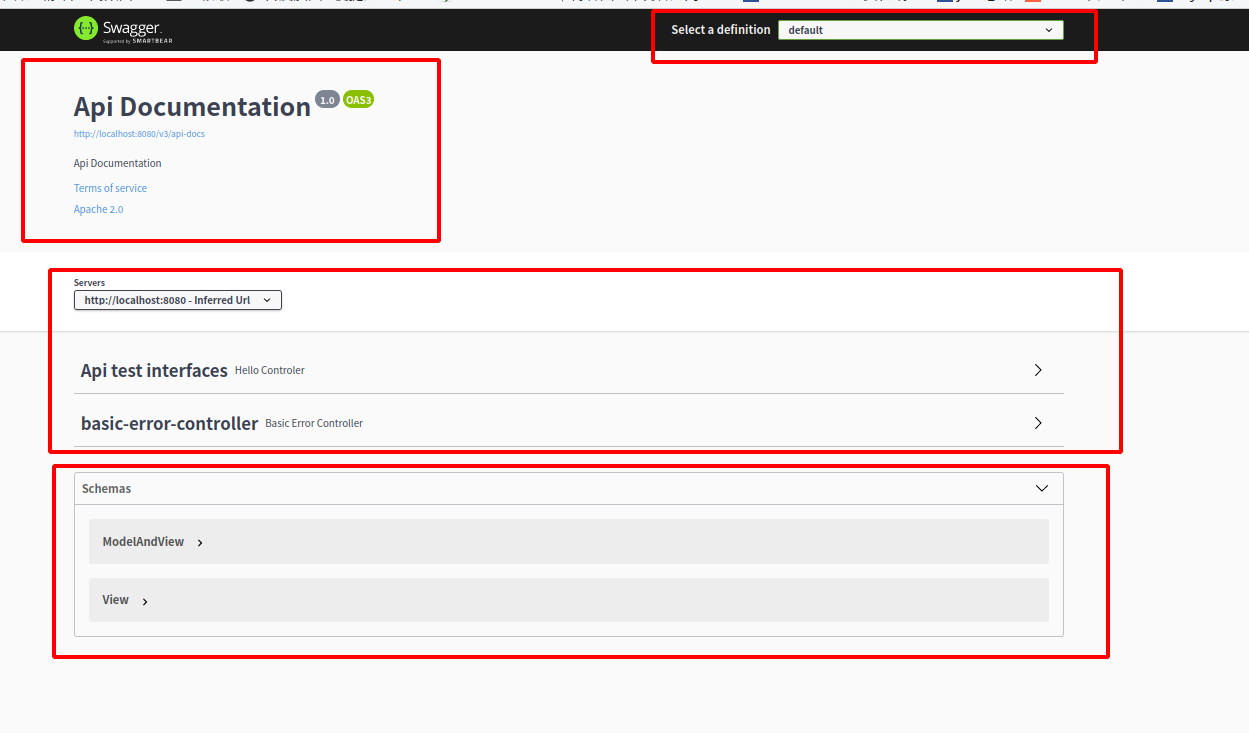 Swagger.
Supported by SMARTBEAR
Select a definition
default
Api Documentation 1.0 OAS3
http://localhost:8080/v3/api-docs
Api Documentation
Terms of service
Apache 2.0
Servers
http://localhost:8080 - Inferred Url
Api test interfaces Hello Controler
basic-error-controller Basic Error Controller
Schemas
ModelAndView
View